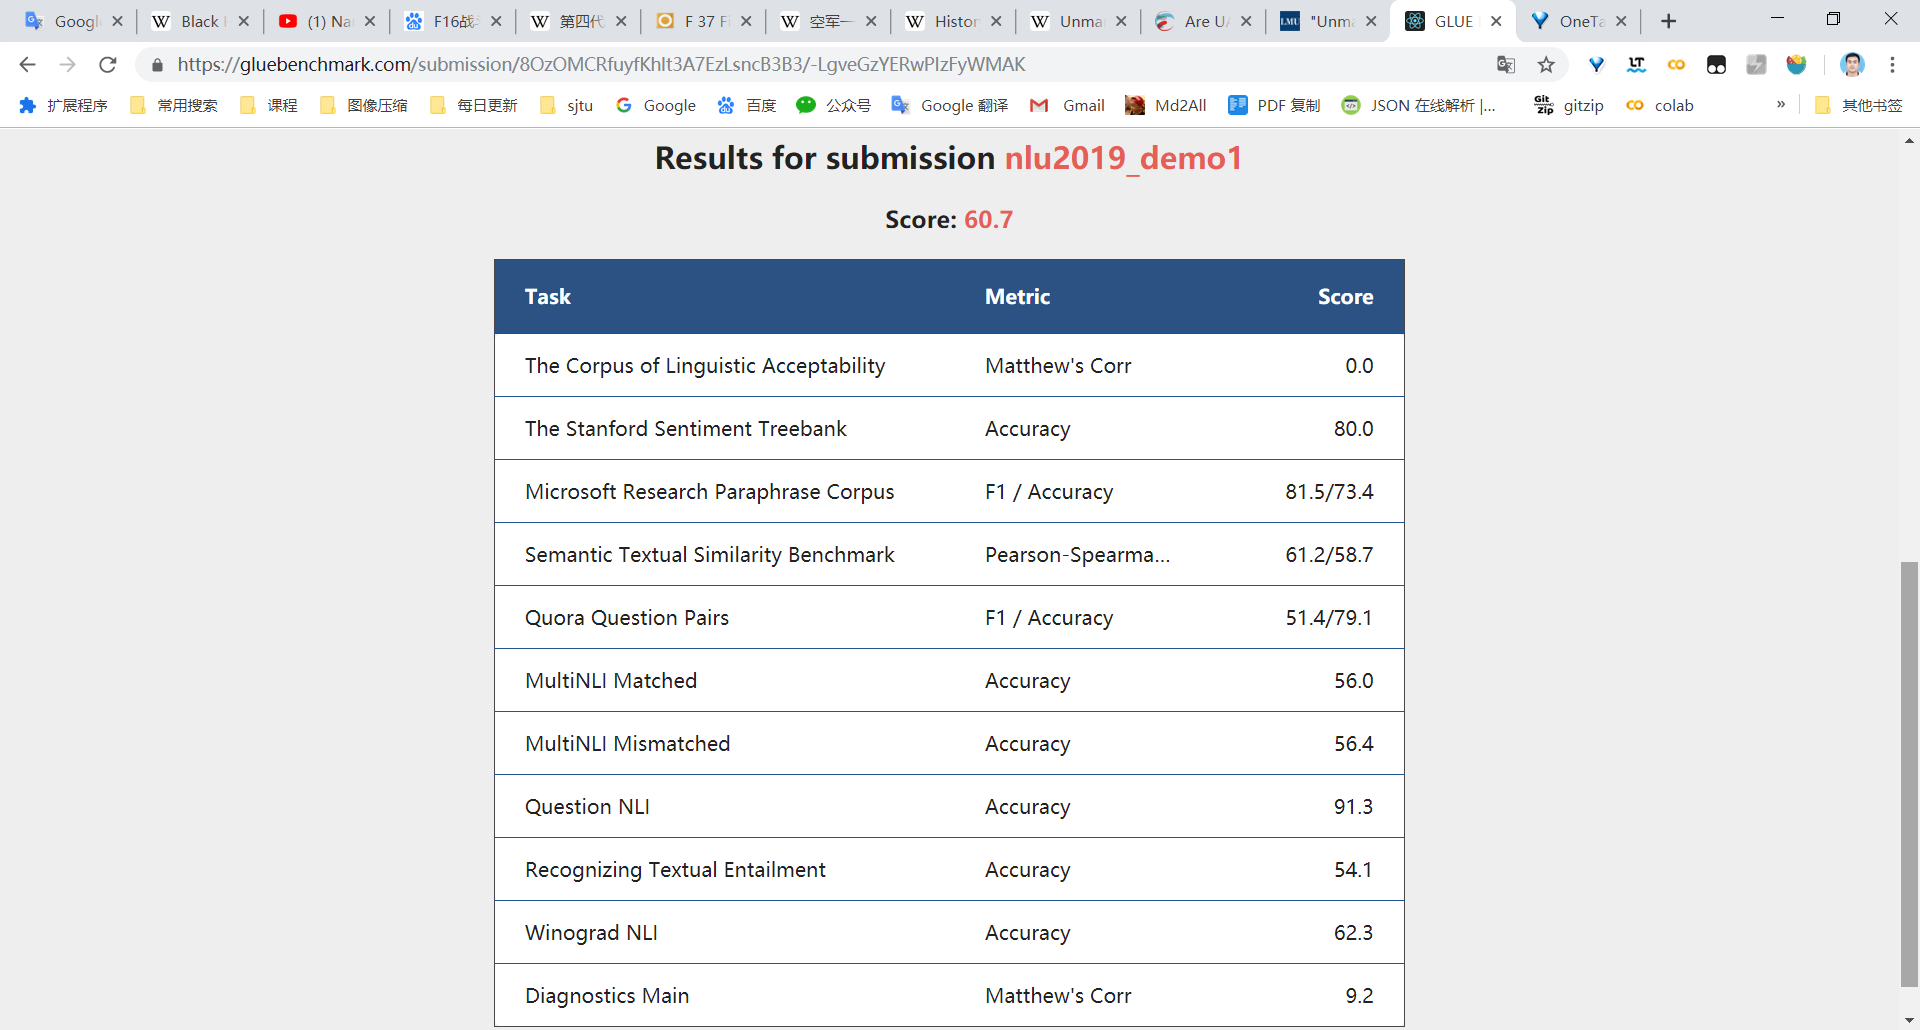 Googl Black (1) Na F16战 第四代 F 37 Fi 空军一 Histor Unma Are U "Unma GLUE OneTa
https://gluebenchmark.com/submission/8OzOMCRfuyfKhlt3A7EzLsncB3B3/-LgveGzYERwPIzFyWMAK
扩展程序 常用搜索 课程 图像压缩 每日更新 sjtu Google 百度 公众号 Google 翻译 Gmail Md2All PDF 复制 JSON 在线解析 |... gitzip colab » 其他书签
Results for submission nlu2019_demo1
Score: 60.7
Task Metric Score
The Corpus of Linguistic Acceptability Matthew's Corr 0.0
The Stanford Sentiment Treebank Accuracy 80.0
Microsoft Research Paraphrase Corpus F1 / Accuracy 81.5/73.4
Semantic Textual Similarity Benchmark Pearson-Spearma... 61.2/58.7
Quora Question Pairs F1 / Accuracy 51.4/79.1
MultiNLI Matched Accuracy 56.0
MultiNLI Mismatched Accuracy 56.4
Question NLI Accuracy 91.3
Recognizing Textual Entailment Accuracy 54.1
Winograd NLI Accuracy 62.3
Diagnostics Main Matthew's Corr 9.2